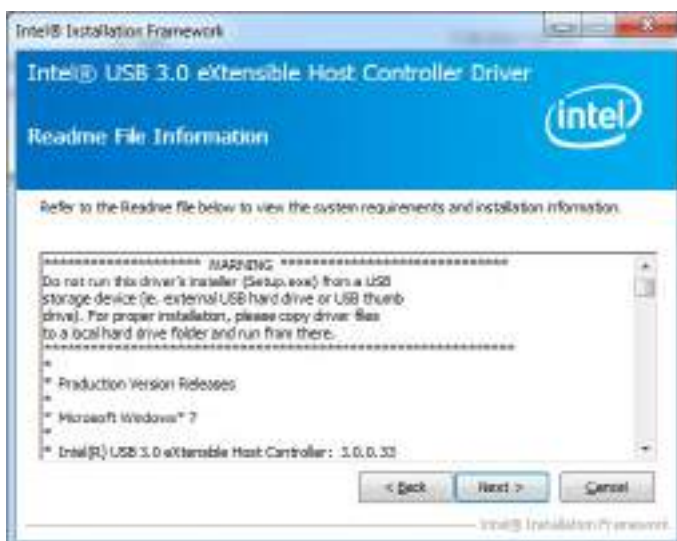 Intel® Installation Framework
Intel® USB 3.0 eXtensible Host Controller Driver
intel
Readme File Information
Refer to the Readme file below to view the system requirements and installation information.
******************** WARNING *****************************
Do not run this driver's installer (Setup.exe) from a USB
storage device (ie. external USB hard drive or USB thumb
drive). For proper installation, please copy driver files
to a local hard drive folder and run from there.
************************************************************
*
* Production Version Releases
*
* Microsoft Windows* 7
*
* Intel(R) USB 3.0 eXtensible Host Controller: 3.0.0.33
< Back
Next >
Cancel
Intel® Installation Framework